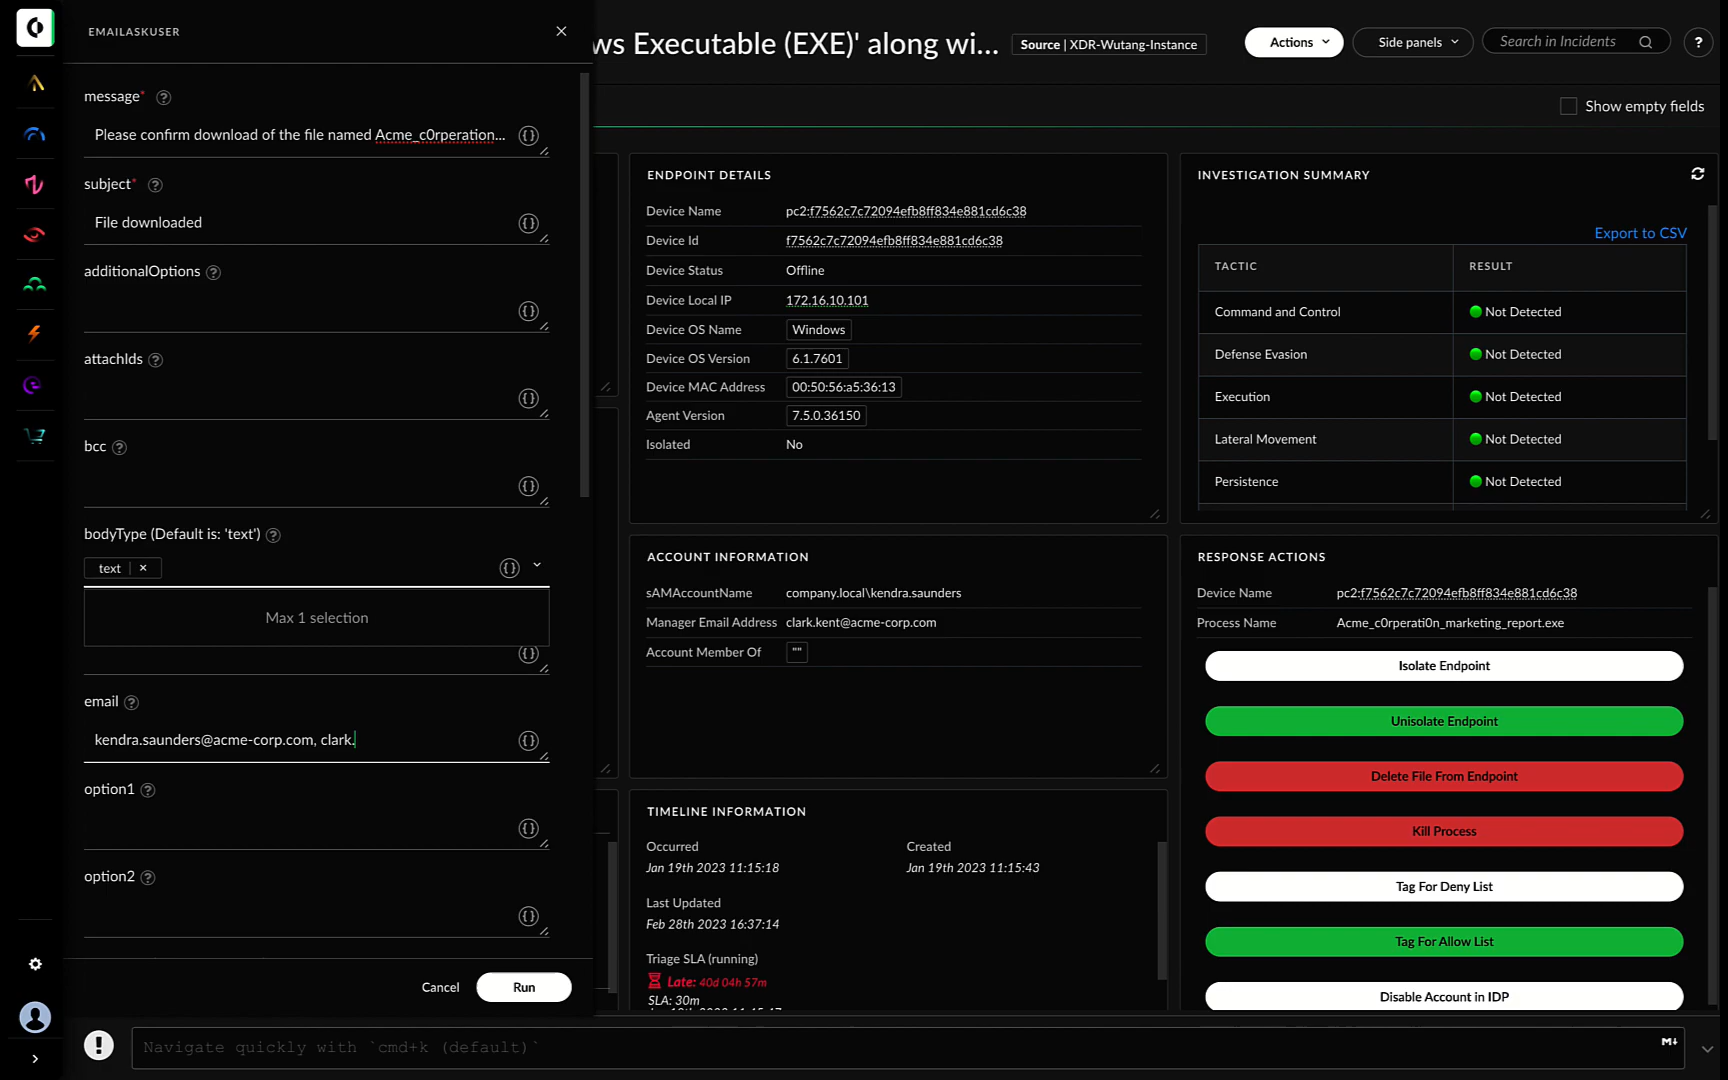 EMAILASKUSER
ws Executable (EXE)' along wi...
Source | XDR-Wutang-Instance
Actions
Side panels
Search in Incidents
?
Show empty fields
message* ?
Please confirm download of the file named Acme_c0rperation...
subject* ?
File downloaded
additionalOptions ?
attachIds ?
bcc ?
bodyType (Default is: 'text') ?
text
Max 1 selection
email ?
kendra.saunders@acme-corp.com, clark.
option1 ?
option2 ?
Cancel
Run
ENDPOINT DETAILS
Device Name pc2:f7562c7c72094efb8ff834e881cd6c38
Device Id f7562c7c72094efb8ff834e881cd6c38
Device Status Offline
Device Local IP 172.16.10.101
Device OS Name Windows
Device OS Version 6.1.7601
Device MAC Address 00:50:56:a5:36:13
Agent Version 7.5.0.36150
Isolated No
INVESTIGATION SUMMARY
Export to CSV
TACTIC RESULT
Command and Control Not Detected
Defense Evasion Not Detected
Execution Not Detected
Lateral Movement Not Detected
Persistence Not Detected
ACCOUNT INFORMATION
sAMAccountName company.local\kendra.saunders
Manager Email Address clark.kent@acme-corp.com
Account Member Of ""
RESPONSE ACTIONS
Device Name pc2:f7562c7c72094efb8ff834e881cd6c38
Process Name Acme_c0rperati0n_marketing_report.exe
Isolate Endpoint
Unisolate Endpoint
Delete File From Endpoint
Kill Process
Tag For Deny List
Tag For Allow List
Disable Account in IDP
TIMELINE INFORMATION
Occurred Created
Jan 19th 2023 11:15:18 Jan 19th 2023 11:15:43
Last Updated
Feb 28th 2023 16:37:14
Triage SLA (running)
Late: 40d 04h 57m
SLA: 30m
Navigate quickly with `cmd+k (default)`
M↓